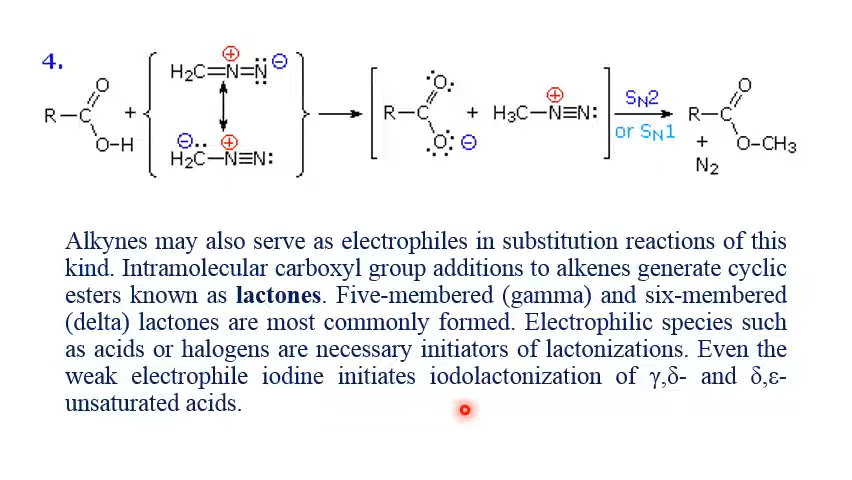 4.
R–C(=O)–O–H + { H₂C=N⊕=N̈:⊖ ↔ ⊖H₂C̈–N⊕≡N: } → [ R–C(=O)–O:⊖ + H₃C–N⊕≡N: ] SN2 or SN1 → R–C(=O)–O–CH₃ + N₂
Alkynes may also serve as electrophiles in substitution reactions of this
kind. Intramolecular carboxyl group additions to alkenes generate cyclic
esters known as lactones. Five-membered (gamma) and six-membered
(delta) lactones are most commonly formed. Electrophilic species such
as acids or halogens are necessary initiators of lactonizations. Even the
weak electrophile iodine initiates iodolactonization of γ,δ- and δ,ε-
unsaturated acids.